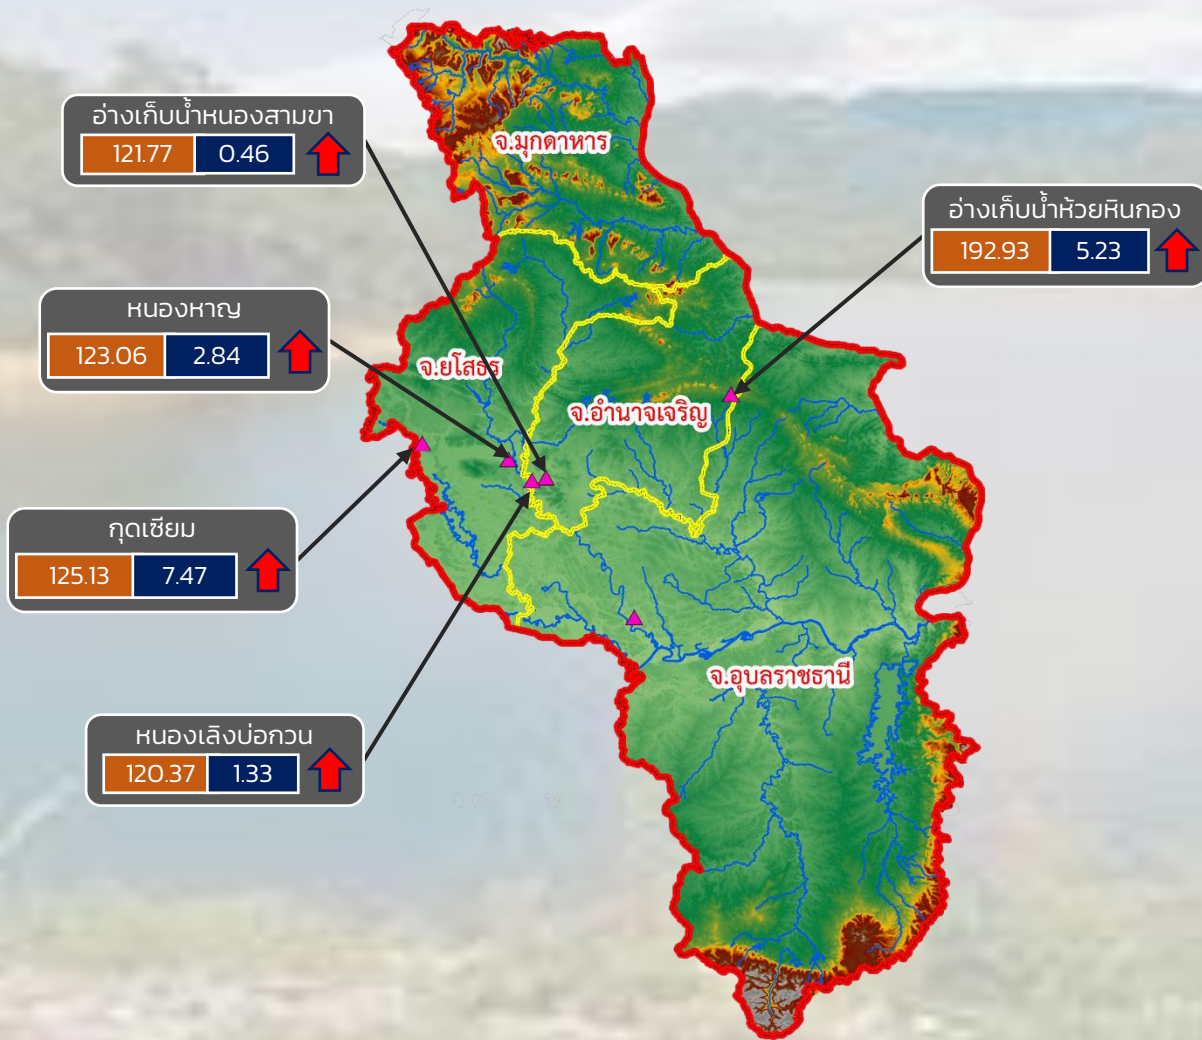 อ่างเก็บน้ำหนองสามขา
121.77 0.46
จ.มุกดาหาร
อ่างเก็บน้ำห้วยหินกอง
192.93 5.23
หนองหาญ
123.06 2.84
จ.ยโสธร
จ.อำนาจเจริญ
กุดเซียม
125.13 7.47
จ.อุบลราชธานี
หนองเลิงบ่อกวน
120.37 1.33